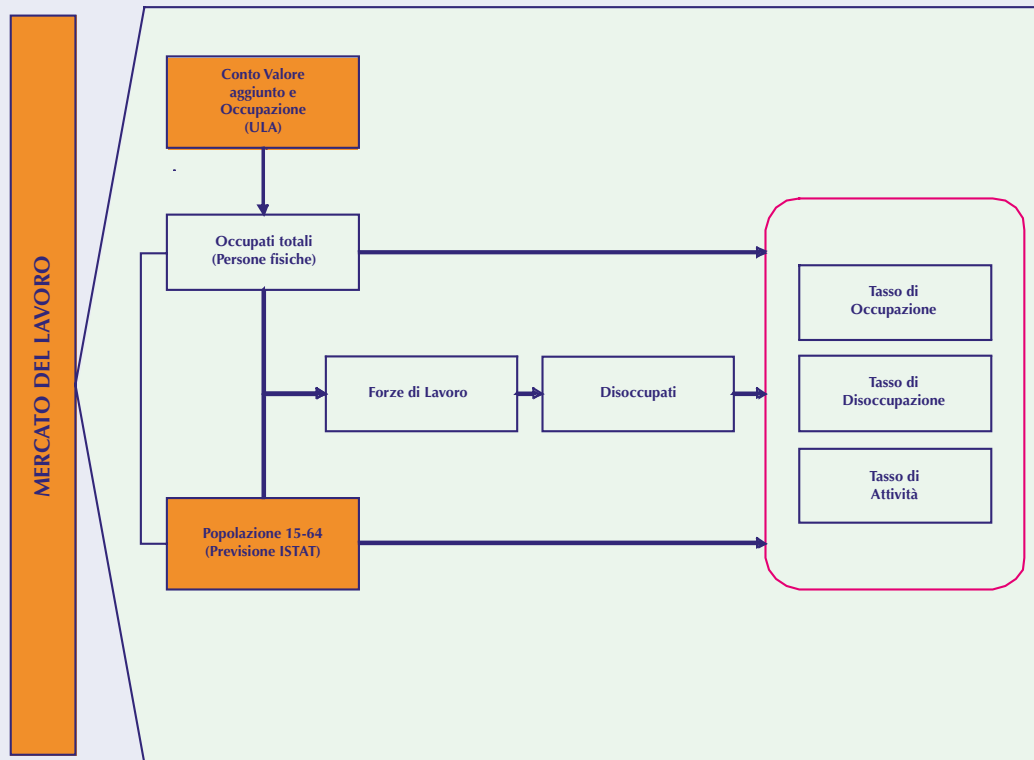 MERCATO DEL LAVORO
Conto Valore
aggiunto e
Occupazione
(ULA)
Occupati totali
(Persone fisiche)
Forze di Lavoro
Disoccupati
Popolazione 15-64
(Previsione ISTAT)
Tasso di
Occupazione
Tasso di
Disoccupazione
Tasso di
Attività